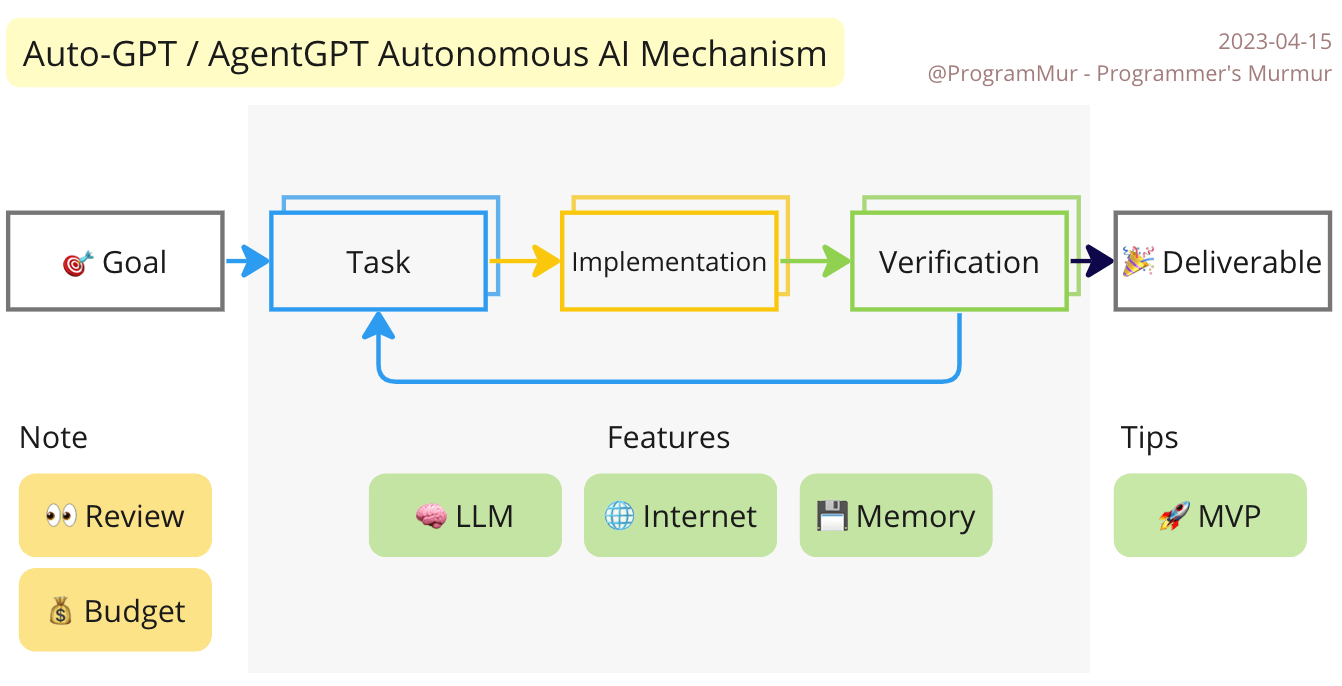 Auto-GPT / AgentGPT Autonomous AI Mechanism
2023-04-15
@ProgramMur - Programmer's Murmur
🎯 Goal
Task
Implementation
Verification
🎉 Deliverable
Note
Features
Tips
👀 Review
🧠 LLM
🌐 Internet
💾 Memory
🚀 MVP
💰 Budget